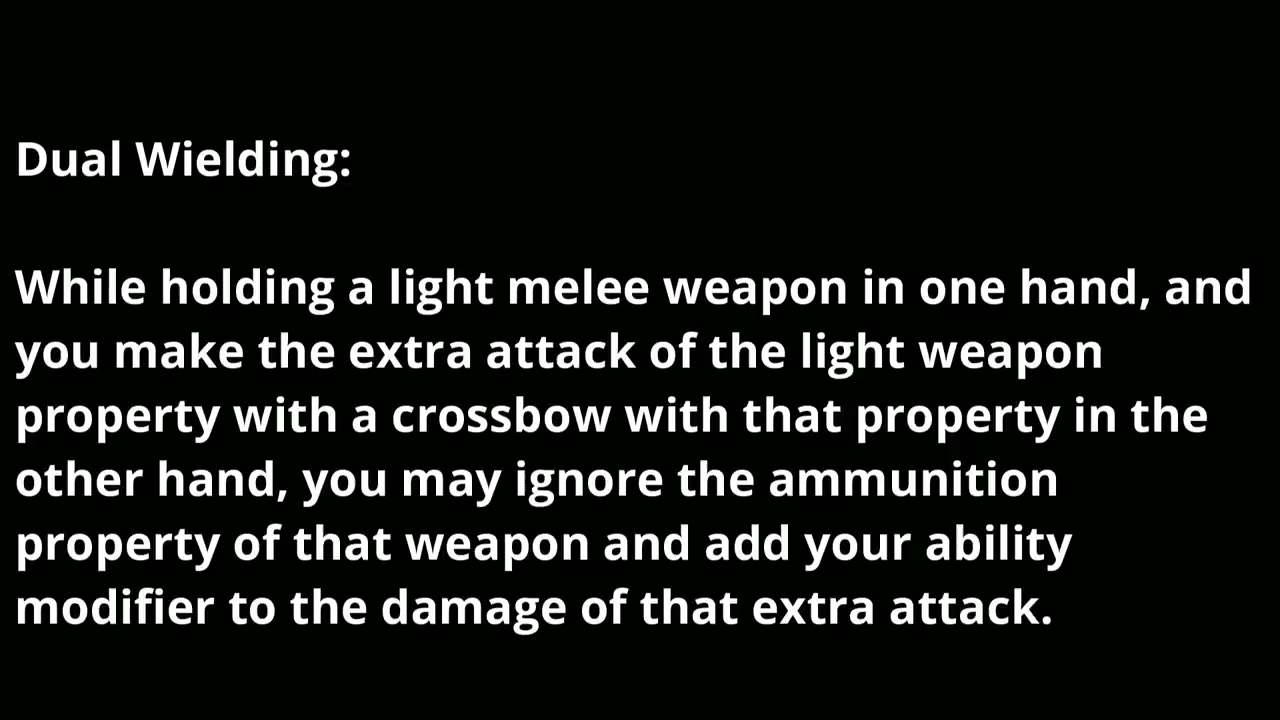 Dual Wielding:
While holding a light melee weapon in one hand, and
you make the extra attack of the light weapon
property with a crossbow with that property in the
other hand, you may ignore the ammunition
property of that weapon and add your ability
modifier to the damage of that extra attack.